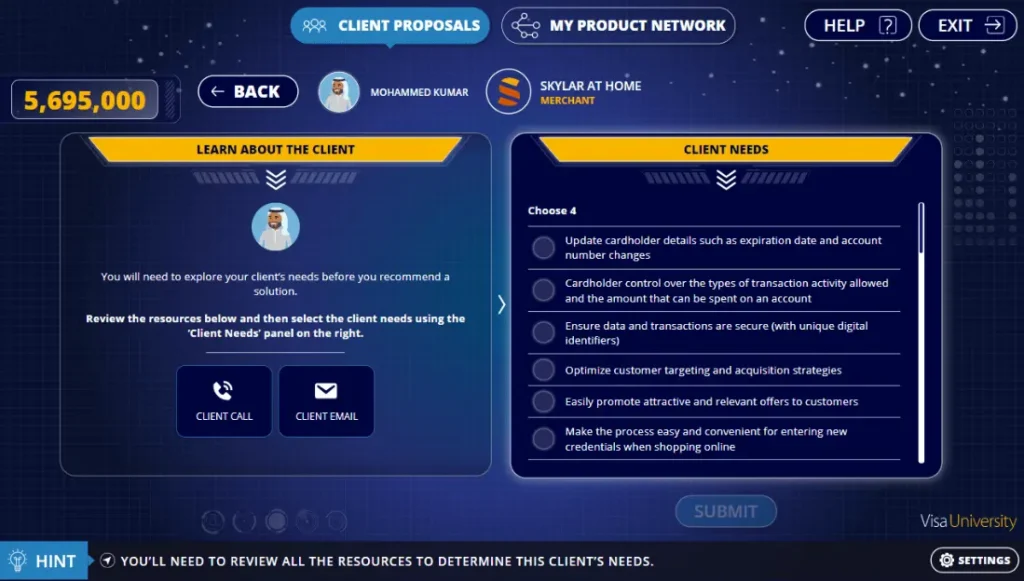 CLIENT PROPOSALS
MY PRODUCT NETWORK
HELP
EXIT
5,695,000
BACK
MOHAMMED KUMAR
SKYLAR AT HOME
MERCHANT
LEARN ABOUT THE CLIENT
You will need to explore your client's needs before you recommend a
solution.
Review the resources below and then select the client needs using the
'Client Needs' panel on the right.
CLIENT CALL
CLIENT EMAIL
CLIENT NEEDS
Choose 4
Update cardholder details such as expiration date and account
number changes
Cardholder control over the types of transaction activity allowed
and the amount that can be spent on an account
Ensure data and transactions are secure (with unique digital
identifiers)
Optimize customer targeting and acquisition strategies
Easily promote attractive and relevant offers to customers
Make the process easy and convenient for entering new
credentials when shopping online
SUBMIT
VisaUniversity
HINT
YOU'LL NEED TO REVIEW ALL THE RESOURCES TO DETERMINE THIS CLIENT'S NEEDS.
SETTINGS